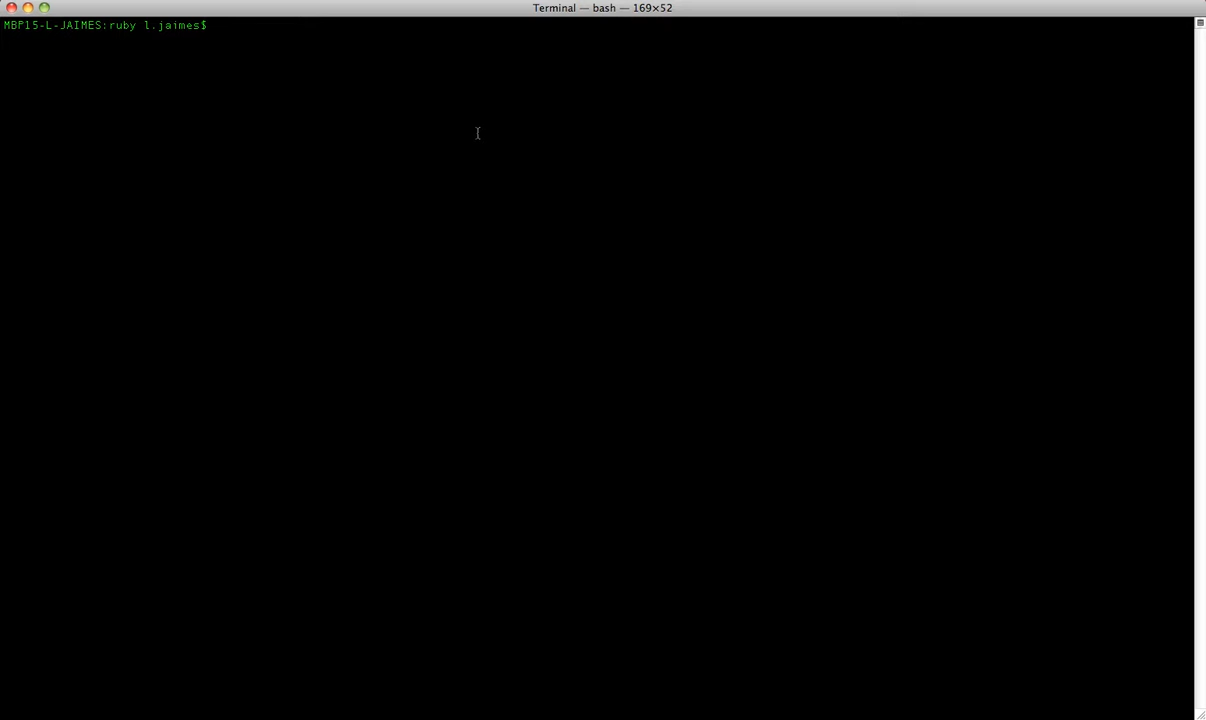 Terminal — bash — 169×52
MBP15-L-JAIMES:ruby l.jaimes$